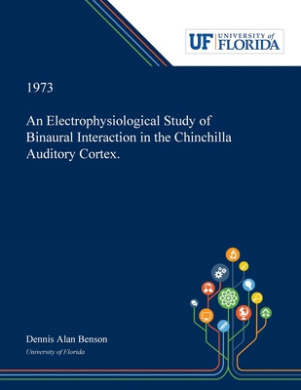 UF UNIVERSITY of
FLORIDA
1973
An Electrophysiological Study of
Binaural Interaction in the Chinchilla
Auditory Cortex.
Dennis Alan Benson
University of Florida